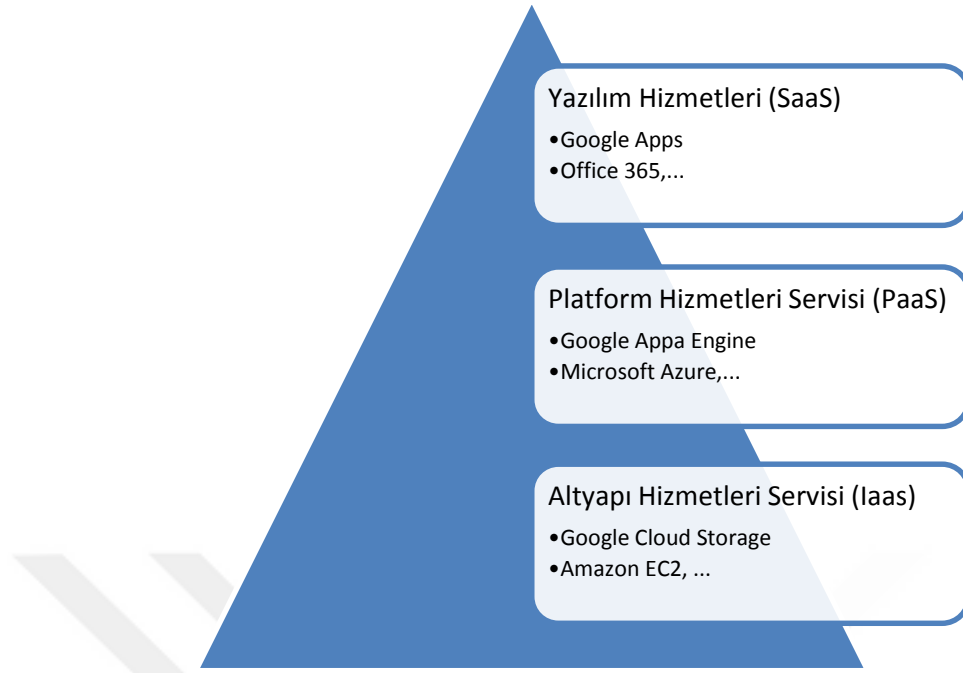 Yazılım Hizmetleri (SaaS)
•Google Apps
•Office 365,...
Platform Hizmetleri Servisi (PaaS)
•Google Appa Engine
•Microsoft Azure,...
Altyapı Hizmetleri Servisi (Iaas)
•Google Cloud Storage
•Amazon EC2, ...